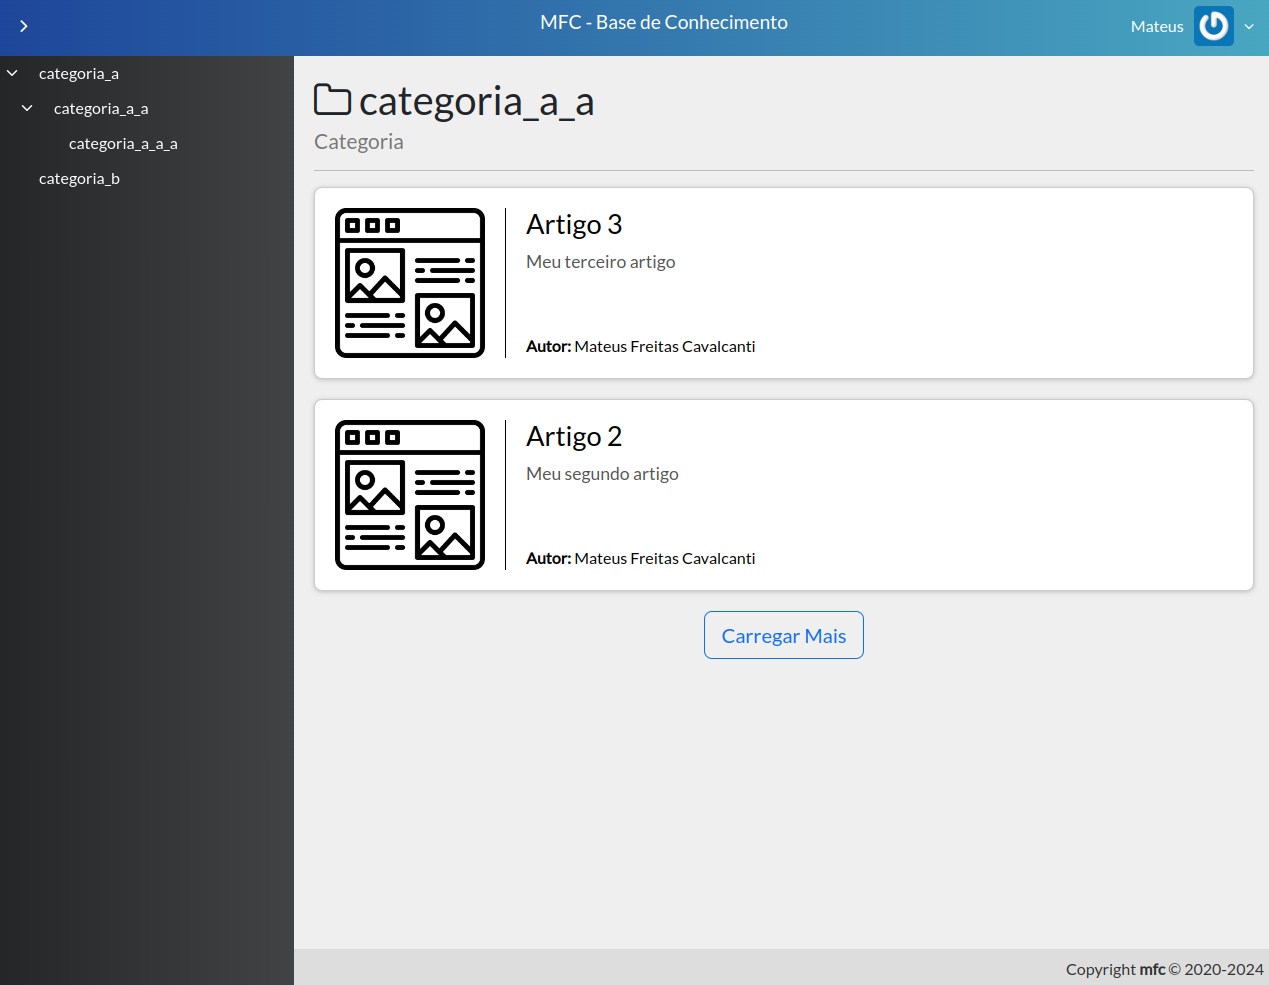 MFC - Base de Conhecimento
Mateus
categoria_a
categoria_a_a
categoria_a_a_a
categoria_b
categoria_a_a
Categoria
Artigo 3
Meu terceiro artigo
Autor: Mateus Freitas Cavalcanti
Artigo 2
Meu segundo artigo
Autor: Mateus Freitas Cavalcanti
Carregar Mais
Copyright mfc © 2020-2024